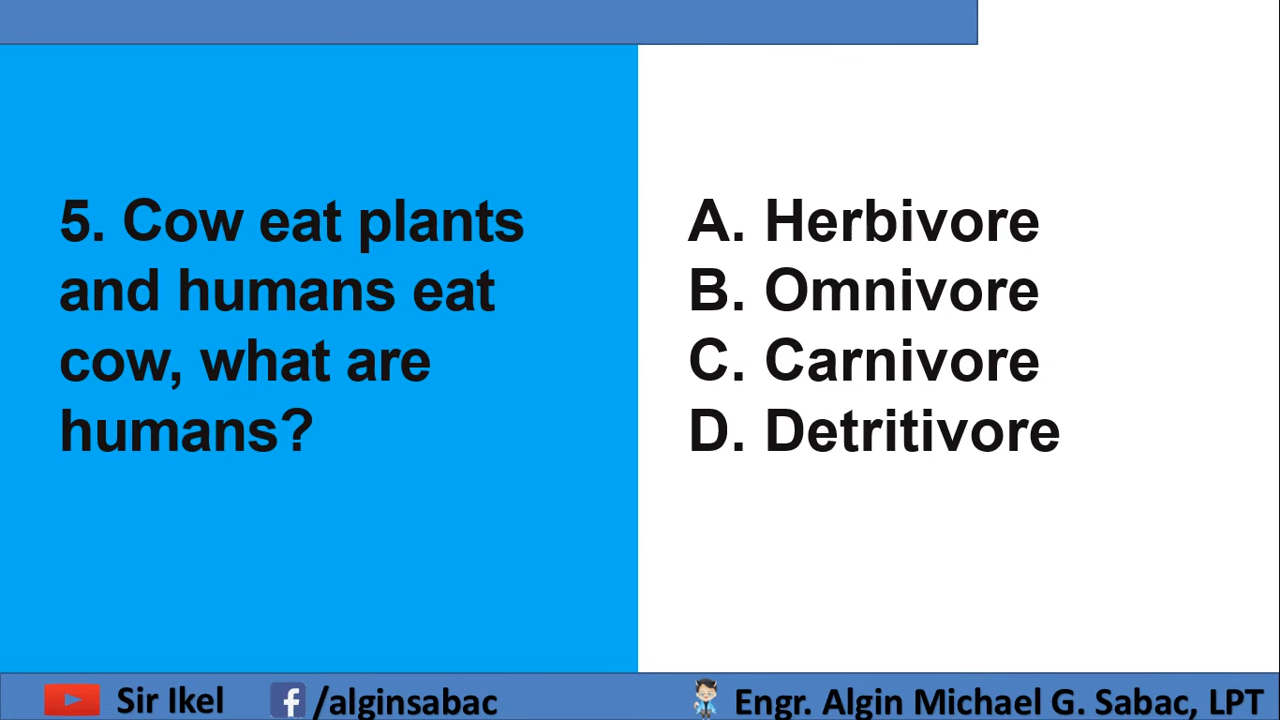 5. Cow eat plants
and humans eat
cow, what are
humans?
A. Herbivore
B. Omnivore
C. Carnivore
D. Detritivore
Sir Ikel
/alginsabac
Engr. Algin Michael G. Sabac, LPT